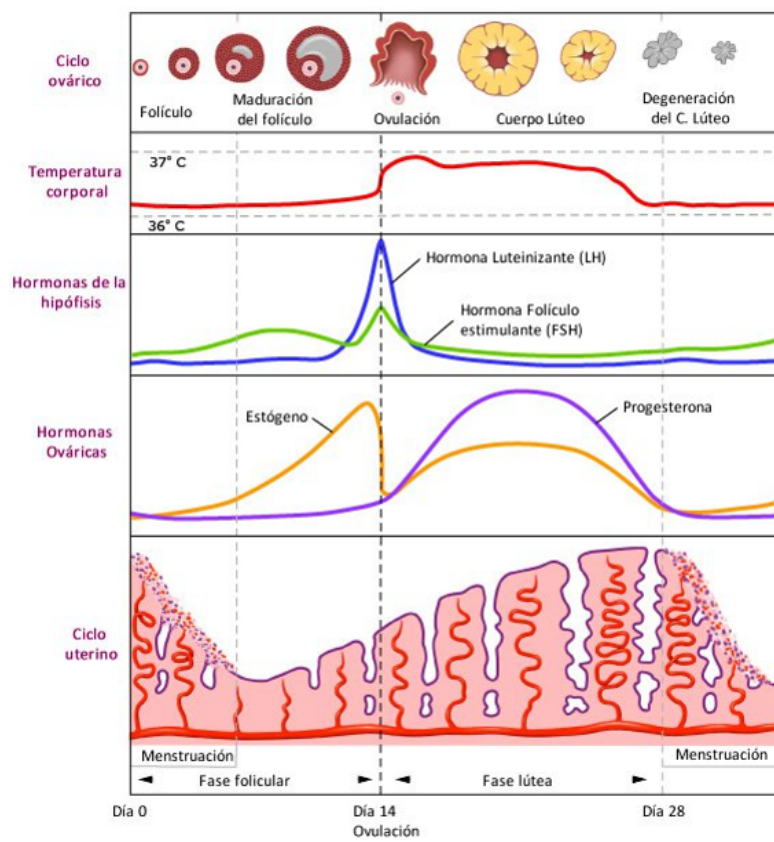 Ciclo
ovárico
Folículo
Maduración
del folículo
Ovulación
Cuerpo Lúteo
Degeneración
del C. Lúteo
Temperatura
corporal
37° C
36° C
Hormonas de la
hipófisis
Hormona Luteinizante (LH)
Hormona Folículo
estimulante (FSH)
Hormonas
Ováricas
Estógeno
Progesterona
Ciclo
uterino
Menstruación
Menstruación
Fase folicular
Fase lútea
Día 0
Día 14
Ovulación
Día 28